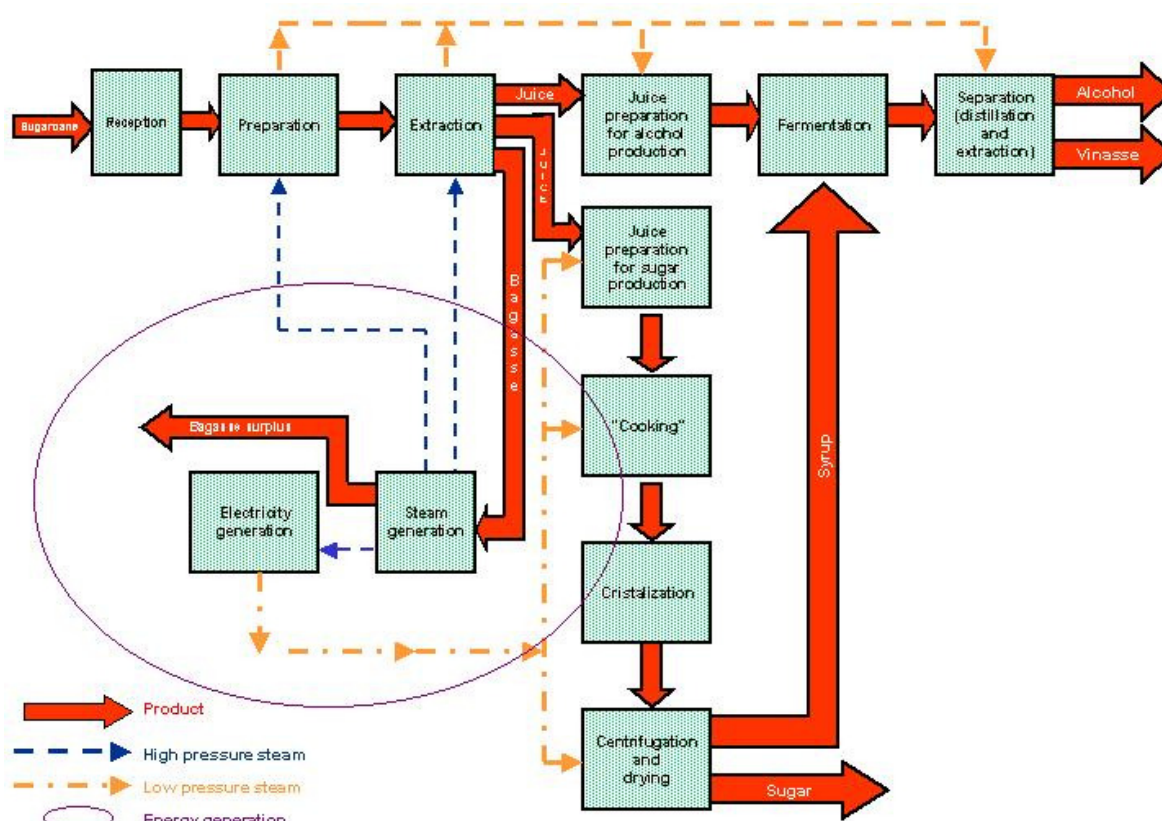 Sugarcane
Reception
Preparation
Extraction
Juice
Juice
preparation
for alcohol
production
Fermentation
Separation
(distillation
and
extraction)
Alcohol
Vinasse
Juice
Juice
preparation
for sugar
production
Bagasse
"Cooking"
Bagasse surplus
Electricity
generation
Steam
generation
Syrup
Cristalization
Centrifugation
and
drying
Sugar
Product
High pressure steam
Low pressure steam
Energy generation